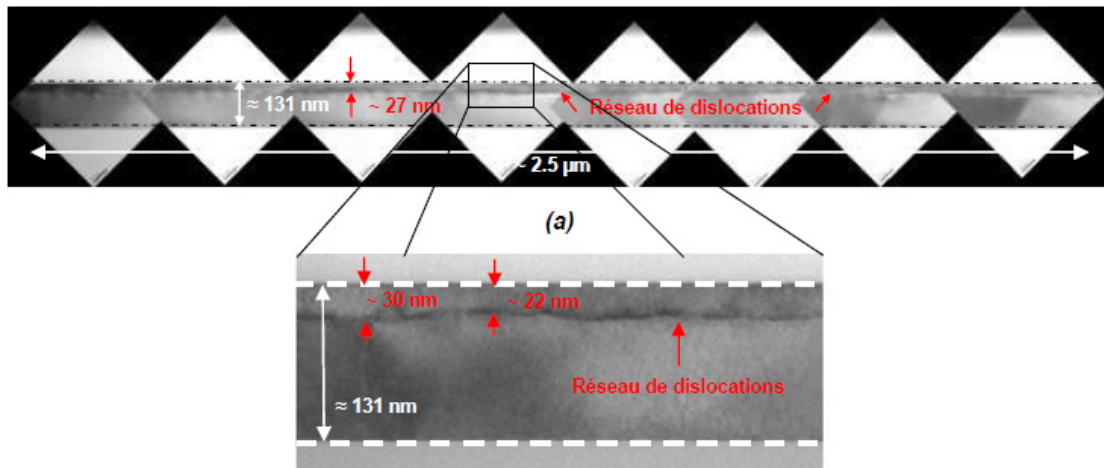 ≈ 131 nm
~ 27 nm
Réseau de dislocations
~ 2.5 µm
(a)
~ 30 nm
~ 22 nm
Réseau de dislocations
≈ 131 nm